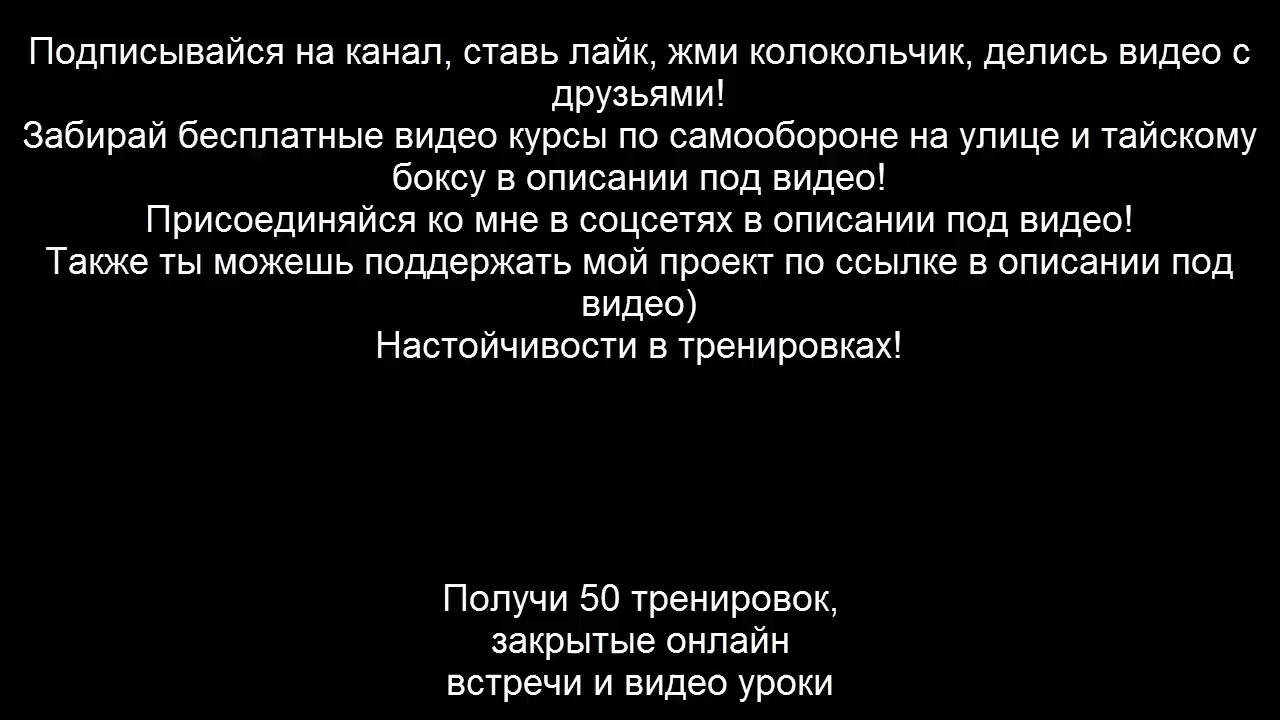 Подписывайся на канал, ставь лайк, жми колокольчик, делись видео с
друзьями!
Забирай бесплатные видео курсы по самообороне на улице и тайскому
боксу в описании под видео!
Присоединяйся ко мне в соцсетях в описании под видео!
Также ты можешь поддержать мой проект по ссылке в описании под
видео)
Настойчивости в тренировках!
Получи 50 тренировок,
закрытые онлайн
встречи и видео уроки